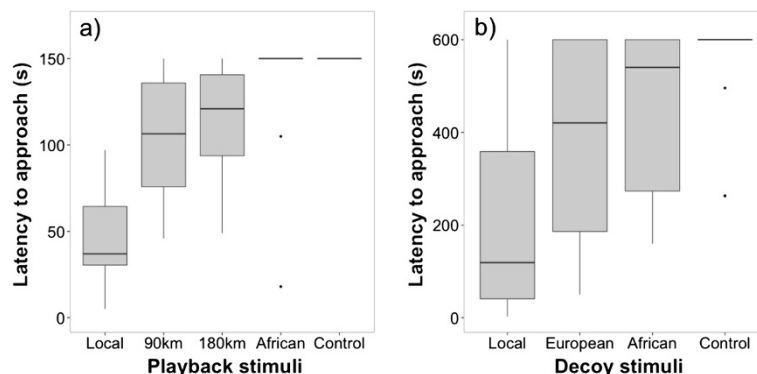 a)
Latency to approach (s)
150
100
50
0
Local 90km 180km African Control
Playback stimuli
b)
Latency to approach (s)
600
400
200
0
Local European African Control
Decoy stimuli